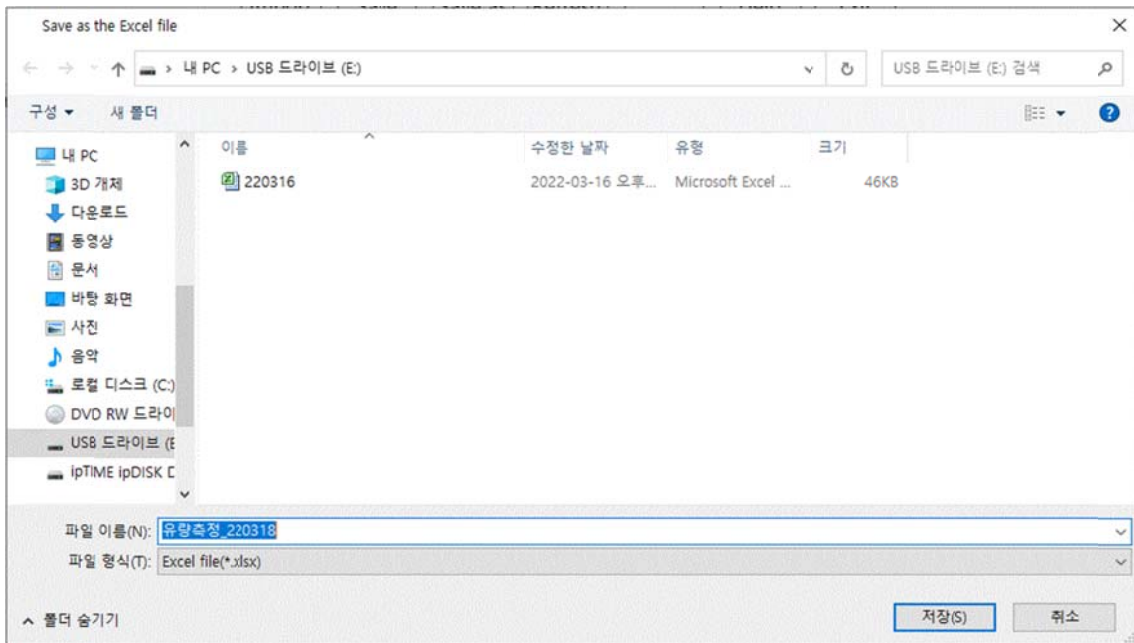 Save as the Excel file
내 PC › USB 드라이브 (E:)
USB 드라이브 (E:) 검색
구성
새 폴더
내 PC
3D 개체
다운로드
동영상
문서
바탕 화면
사진
음악
로컬 디스크 (C:)
DVD RW 드라이
USB 드라이브 (E
ipTIME ipDISK D
이름 수정한 날짜 유형 크기
220316 2022-03-16 오후... Microsoft Excel ... 46KB
파일 이름(N): 유량측정_220318
파일 형식(T): Excel file(*.xlsx)
폴더 숨기기
저장(S)
취소